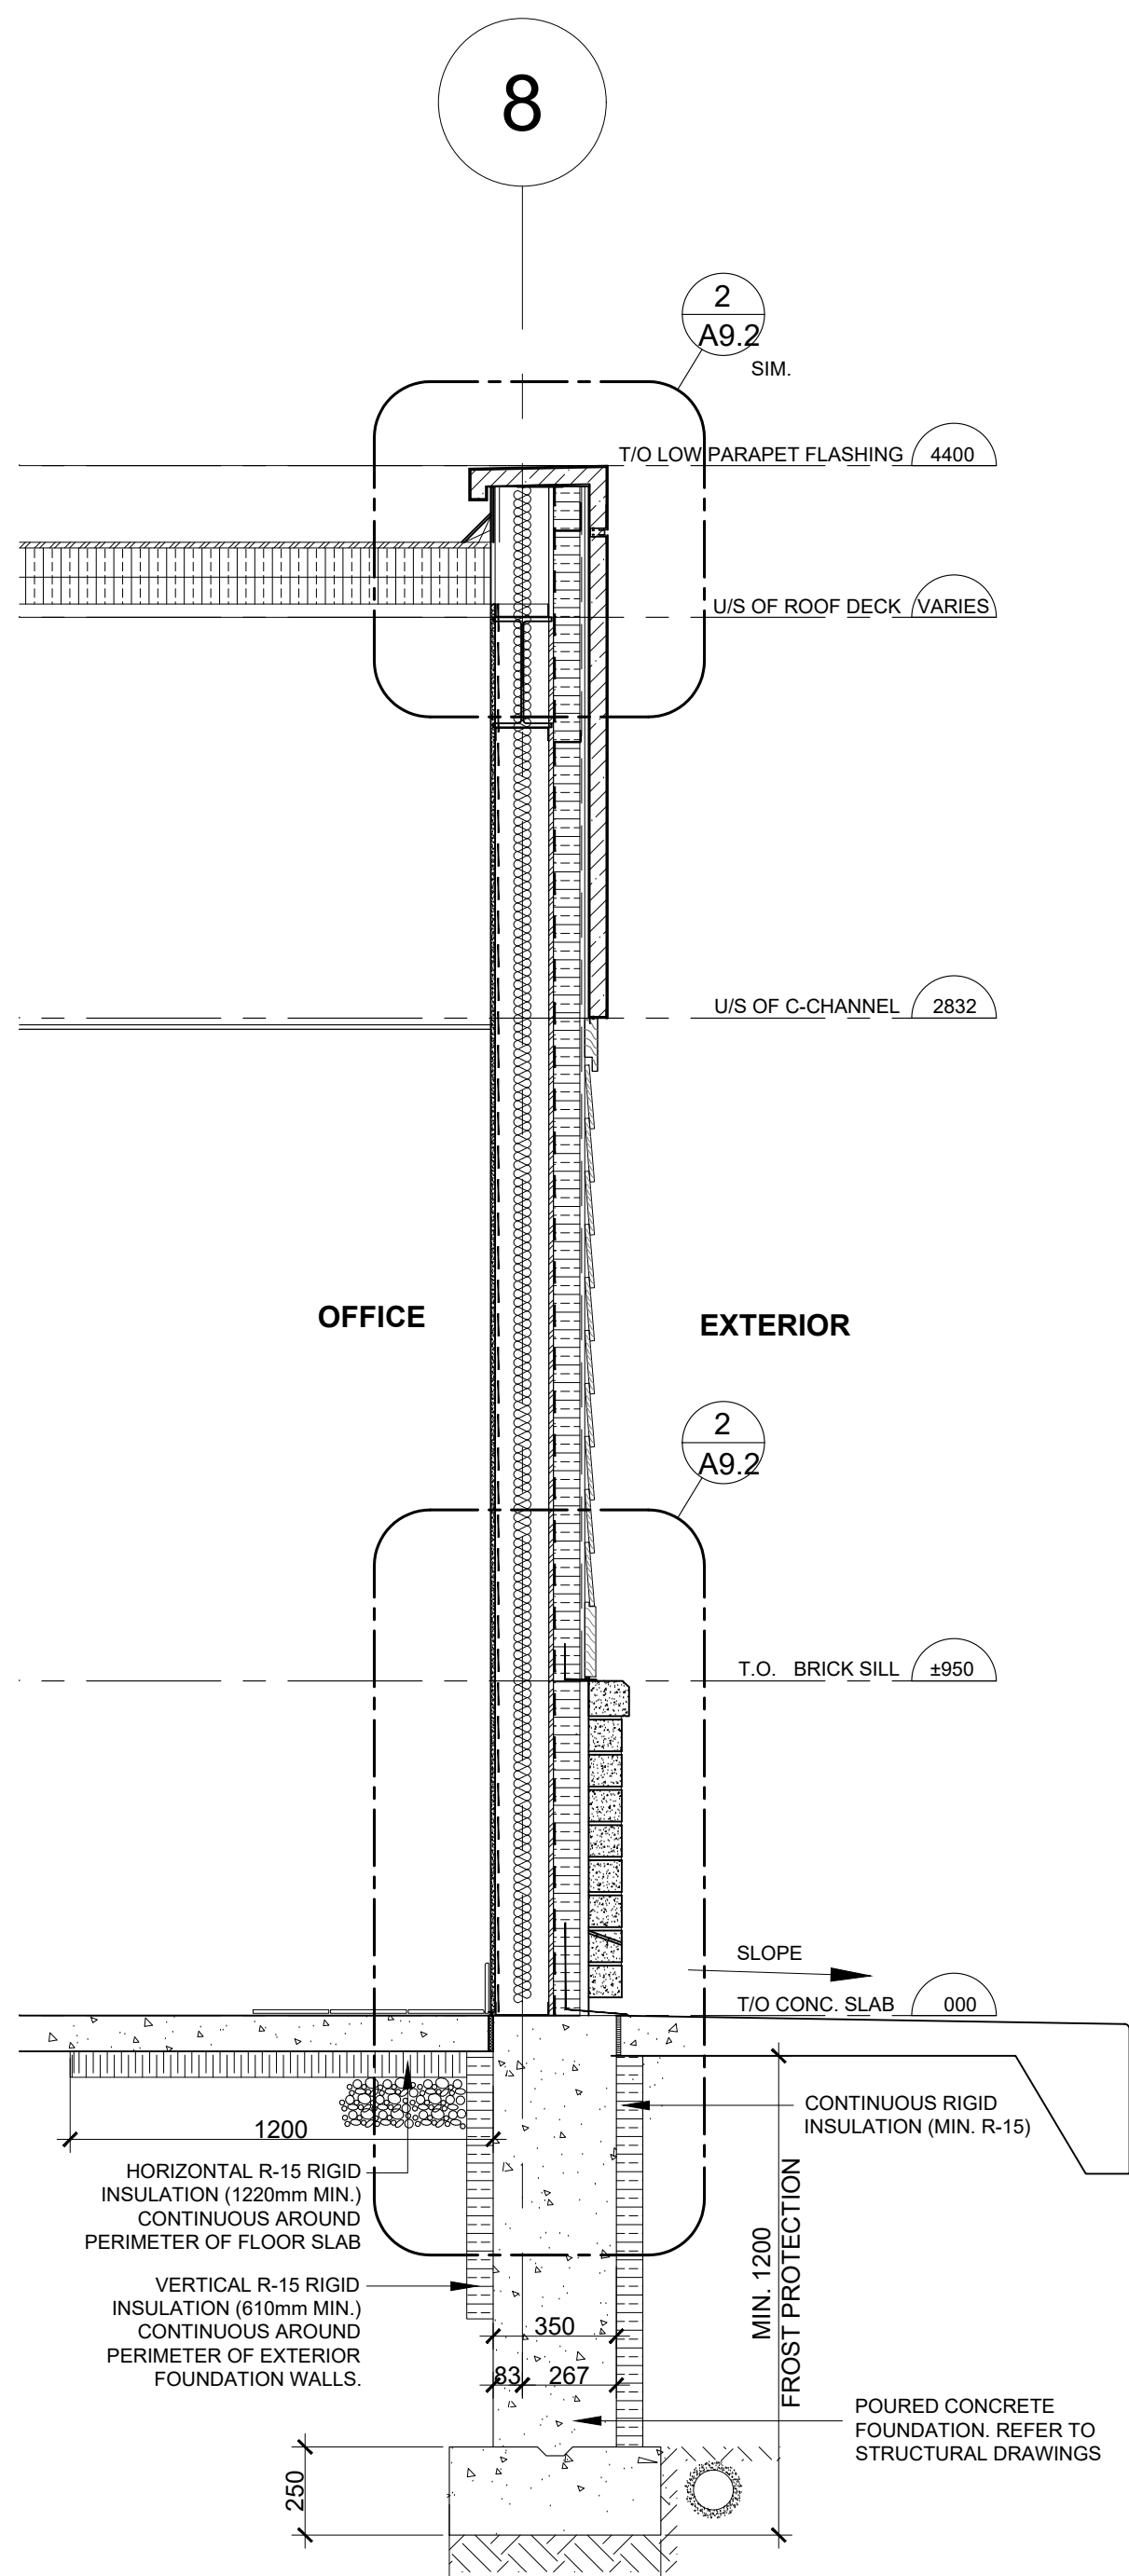 8
2
A9.2
SIM.
T/O LOW PARAPET FLASHING 4400
U/S OF ROOF DECK VARIES
U/S OF C-CHANNEL 2832
OFFICE
EXTERIOR
2
A9.2
T.O. BRICK SILL ±950
SLOPE
T/O CONC. SLAB 000
CONTINUOUS RIGID
INSULATION (MIN. R-15)
1200
HORIZONTAL R-15 RIGID
INSULATION (1220mm MIN.)
CONTINUOUS AROUND
PERIMETER OF FLOOR SLAB
VERTICAL R-15 RIGID
INSULATION (610mm MIN.)
CONTINUOUS AROUND
PERIMETER OF EXTERIOR
FOUNDATION WALLS.
MIN. 1200
FROST PROTECTION
350
83
267
POURED CONCRETE
FOUNDATION. REFER TO
STRUCTURAL DRAWINGS
250